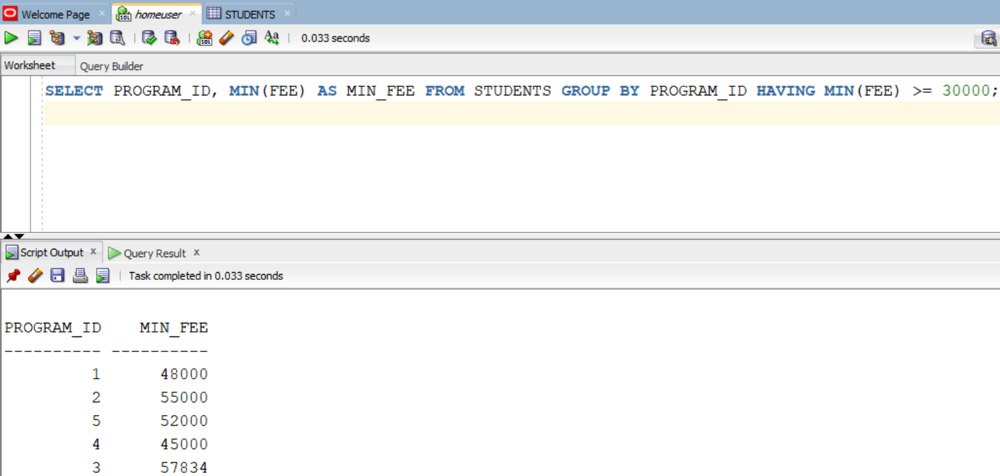 Welcome Page homeuser STUDENTS
SQL Aa 0.033 seconds
Worksheet Query Builder
SELECT PROGRAM_ID, MIN(FEE) AS MIN_FEE FROM STUDENTS GROUP BY PROGRAM_ID HAVING MIN(FEE) >= 30000;
Script Output x Query Result x
Task completed in 0.033 seconds
PROGRAM_ID MIN_FEE
---------- ----------
1 48000
2 55000
5 52000
4 45000
3 57834